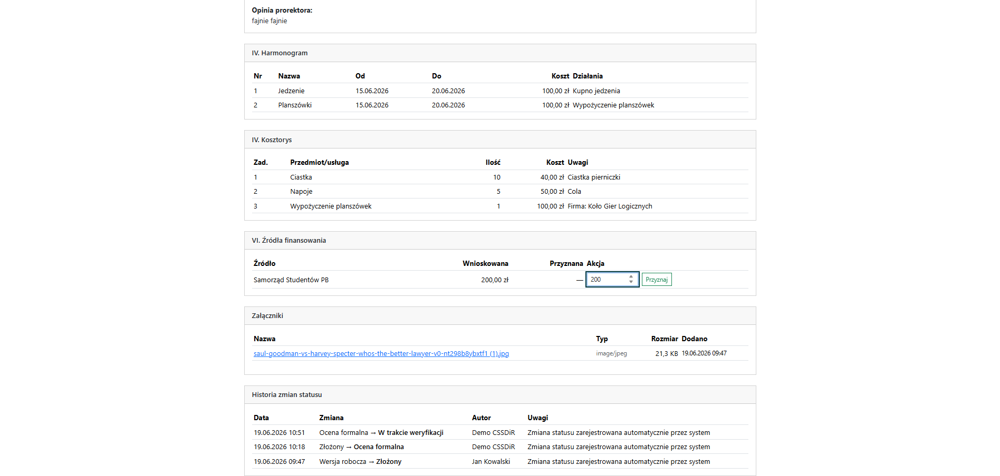 Opinia prorektora:
fajnie fajnie
IV. Harmonogram
Nr Nazwa Od Do Koszt Działania
1 Jedzenie 15.06.2026 20.06.2026 100,00 zł Kupno jedzenia
2 Planszówki 15.06.2026 20.06.2026 100,00 zł Wypożyczenie planszówek
IV. Kosztorys
Zad. Przedmiot/usługa Ilość Koszt Uwagi
1 Ciastka 10 40,00 zł Ciastka pierniczki
2 Napoje 5 50,00 zł Cola
3 Wypożyczenie planszówek 1 100,00 zł Firma: Koło Gier Logicznych
VI. Źródła finansowania
Źródło Wnioskowana Przyznana Akcja
Samorząd Studentów PB 200,00 zł — 200 Przyznaj
Załączniki
Nazwa Typ Rozmiar Dodano
saul-goodman-vs-harvey-specter-whos-the-better-lawyer-v0-nt298b8ybxtf1 (1).jpg image/jpeg 21,3 KB 19.06.2026 09:47
Historia zmian statusu
Data Zmiana Autor Uwagi
19.06.2026 10:51 Ocena formalna → W trakcie weryfikacji Demo CSSDiR Zmiana statusu zarejestrowana automatycznie przez system
19.06.2026 10:18 Złożony → Ocena formalna Demo CSSDiR Zmiana statusu zarejestrowana automatycznie przez system
19.06.2026 09:47 Wersja robocza → Złożony Jan Kowalski Zmiana statusu zarejestrowana automatycznie przez system